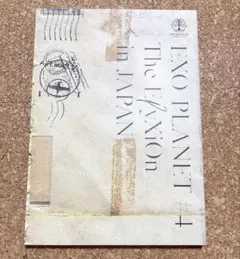 EXO PLANET #4
The ElyXiOn
in JAPAN